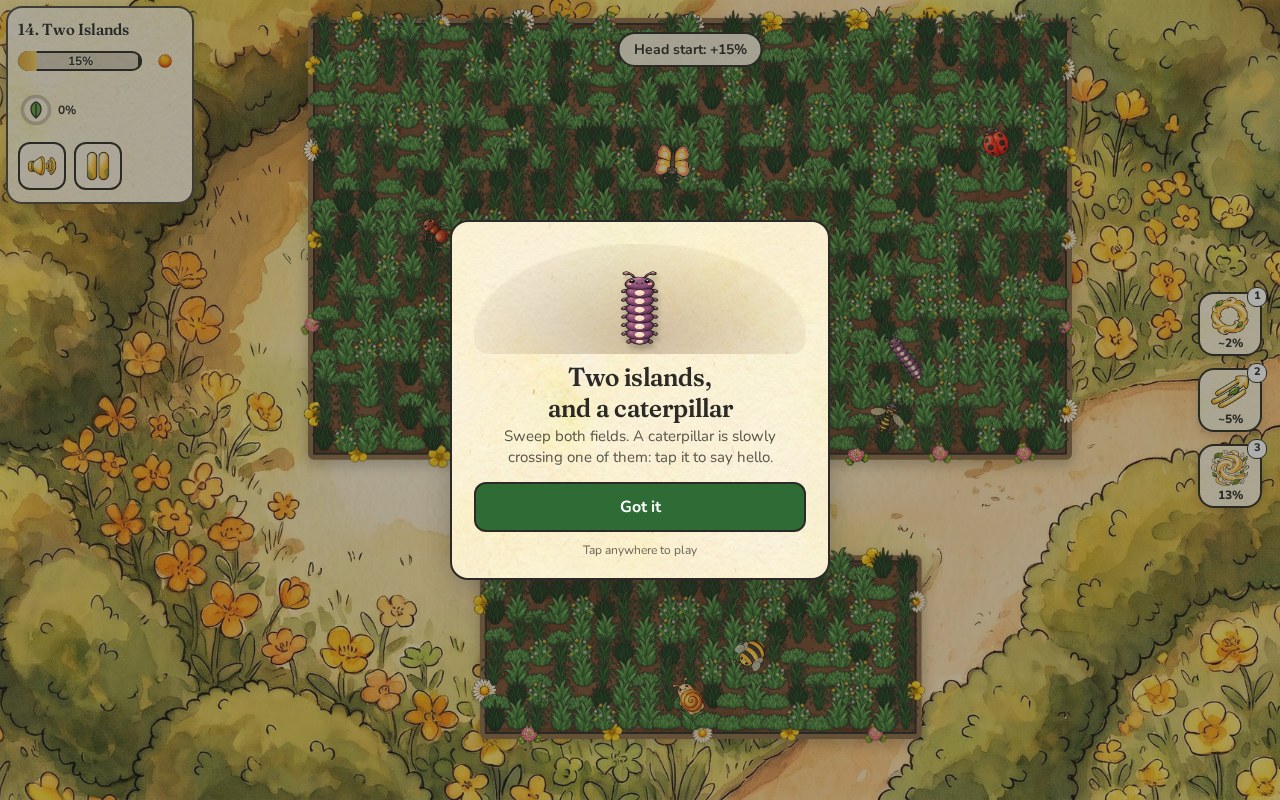 14. Two Islands
15%
0%
Head start: +15%
Two islands,
and a caterpillar
Sweep both fields. A caterpillar is slowly
crossing one of them: tap it to say hello.
Got it
Tap anywhere to play
1
~2%
2
~5%
3
13%